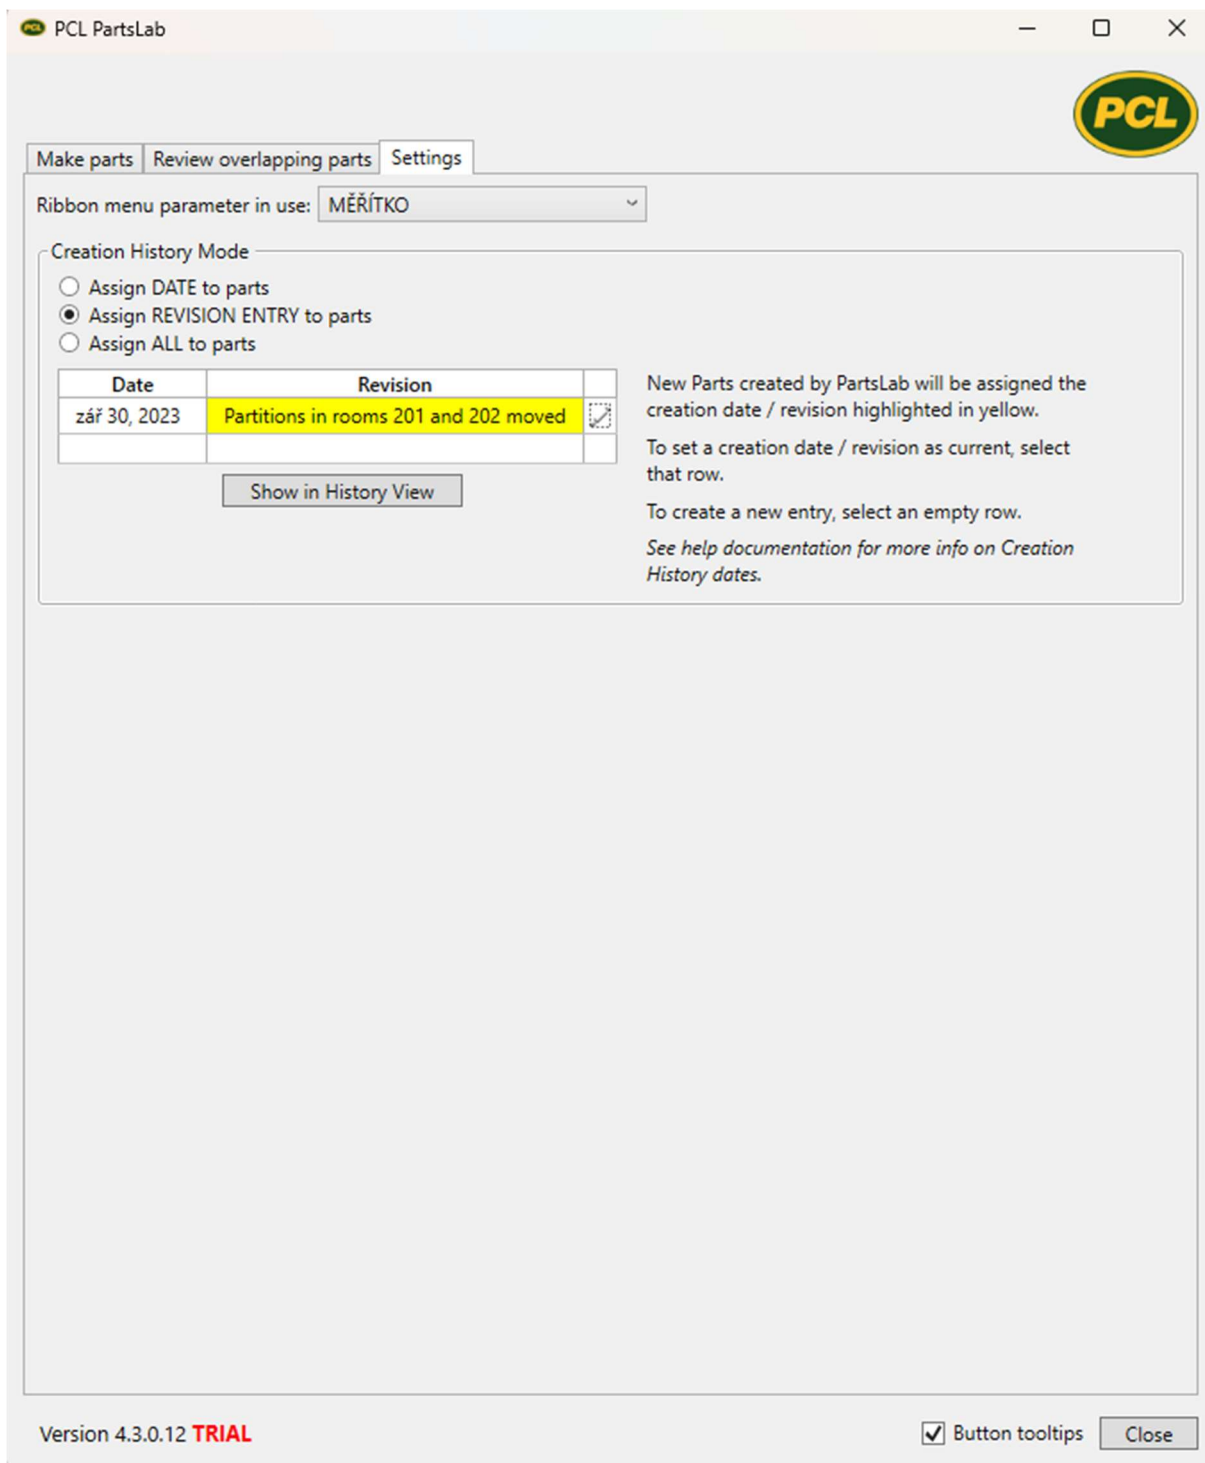 PCL PartsLab
PCL
Make parts Review overlapping parts Settings
Ribbon menu parameter in use: MĚŘÍTKO
Creation History Mode
Assign DATE to parts
Assign REVISION ENTRY to parts
Assign ALL to parts
Date Revision
zář 30, 2023 Partitions in rooms 201 and 202 moved
Show in History View
New Parts created by PartsLab will be assigned the
creation date / revision highlighted in yellow.
To set a creation date / revision as current, select
that row.
To create a new entry, select an empty row.
See help documentation for more info on Creation
History dates.
Version 4.3.0.12 TRIAL
Button tooltips Close